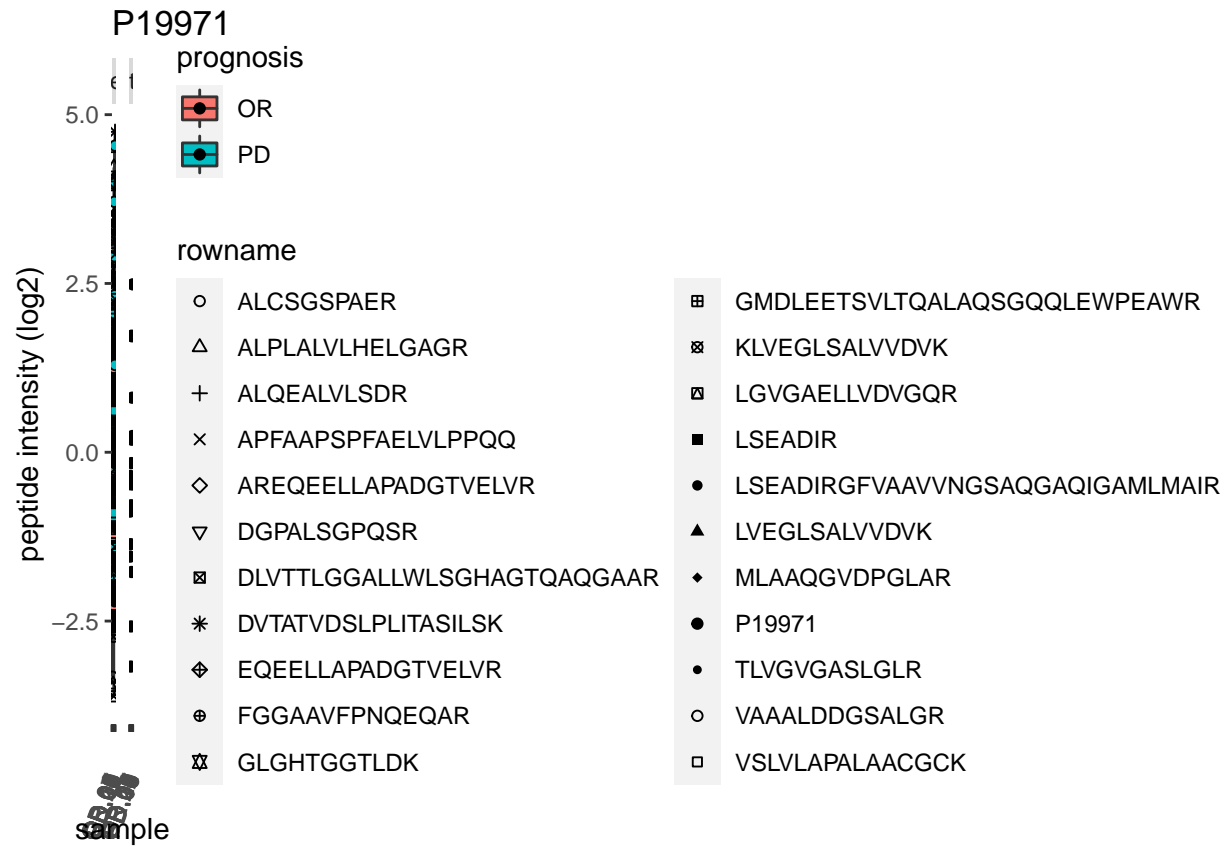 P19971
prognosis
OR
PD
5.0
2.5
0.0
−2.5
peptide intensity (log2)
sample
rowname
ALCSGSPAER
ALPLALVLHELGAGR
ALQEALVLSDR
APFAAPSPFAELVLPPQQ
AREQEELLAPADGTVELVR
DGPALSGPQSR
DLVTTLGGALLWLSGHAGTQAQGAAR
DVTATVDSLPLITASILSK
EQEELLAPADGTVELVR
FGGAAVFPNQEQAR
GLGHTGGTLDK
GMDLEETSVLTQALAQSGQQLEWPEAWR
KLVEGLSALVVDVK
LGVGAELLVDVGQR
LSEADIR
LSEADIRGFVAAVVNGSAQGAQIGAMLMAIR
LVEGLSALVVDVK
MLAAQGVDPGLAR
P19971
TLVGVGASLGLR
VAAALDDGSALGR
VSLVLAPALAACGCK